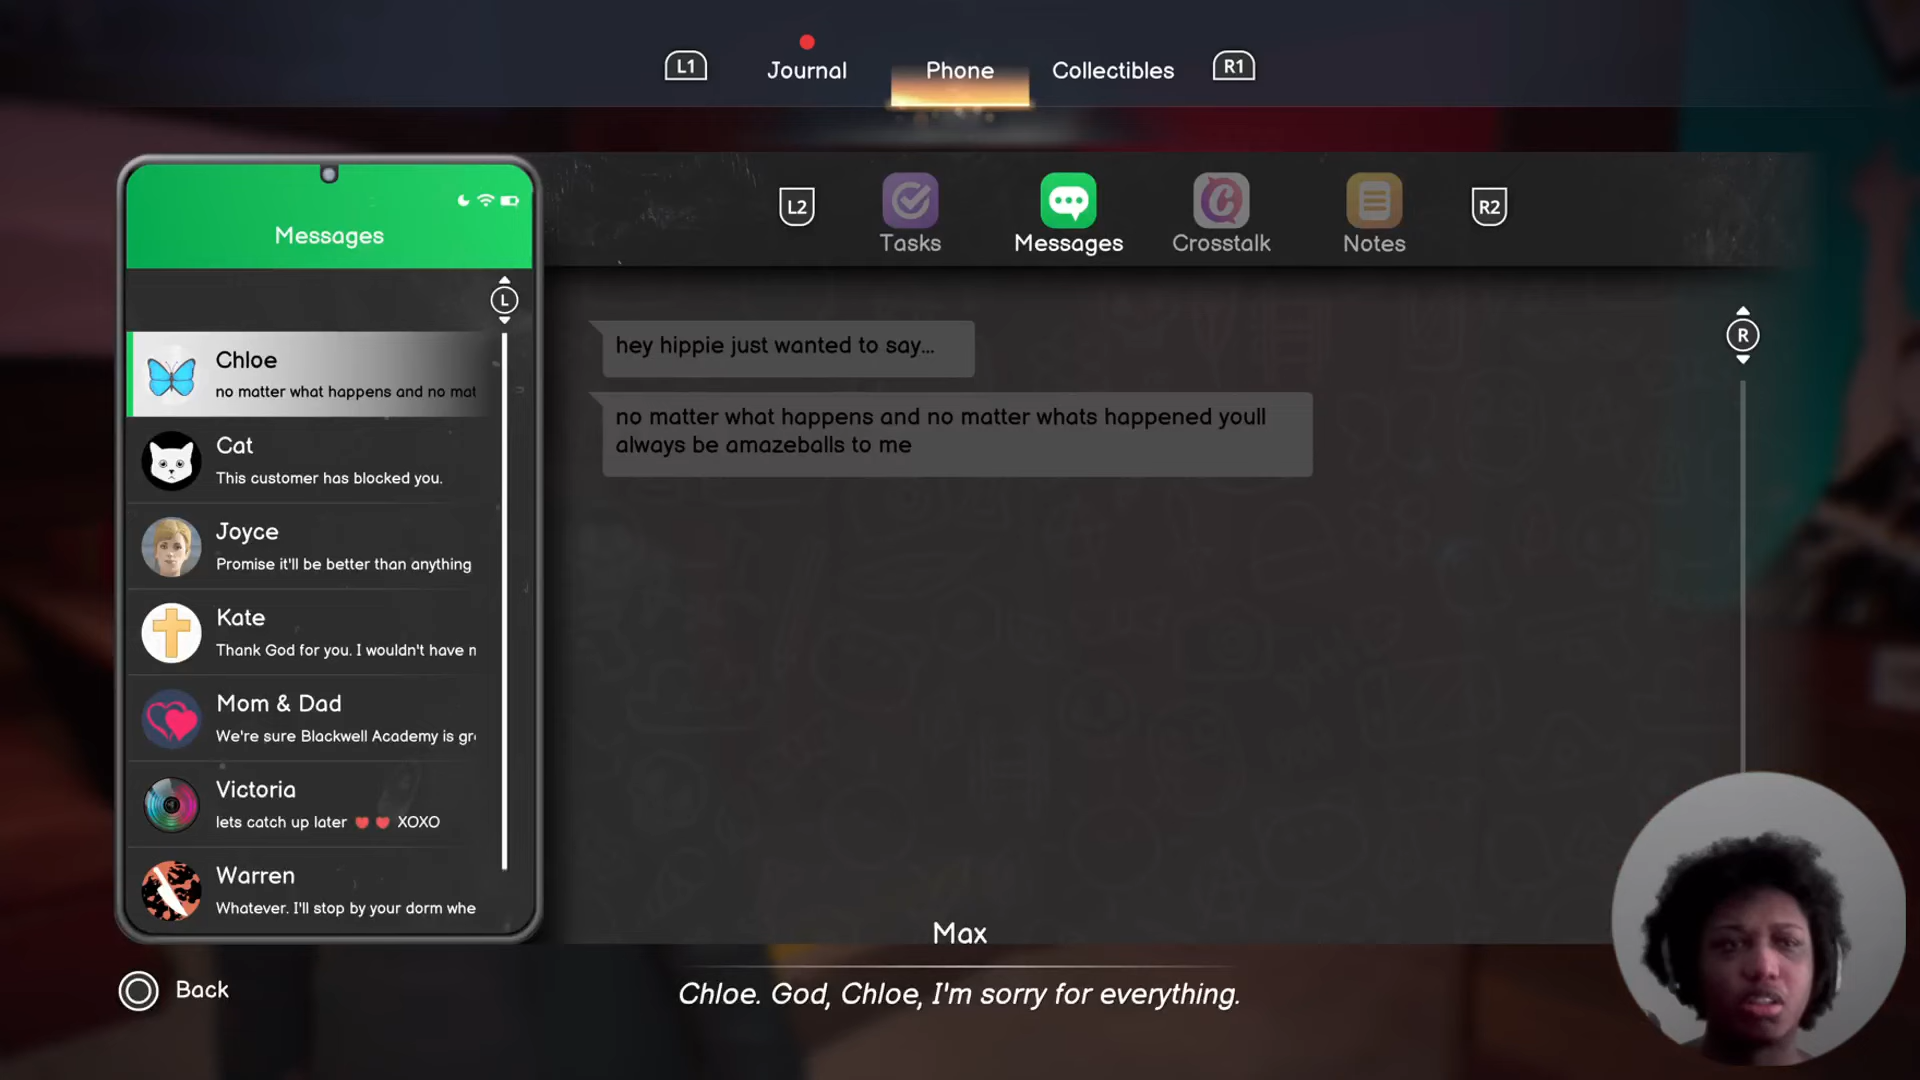 L1 Journal Phone Collectibles R1
L2 Tasks Messages Crosstalk Notes R2
Messages
L
Chloe
no matter what happens and no mat
Cat
This customer has blocked you.
Joyce
Promise it'll be better than anything
Kate
Thank God for you. I wouldn't have n
Mom & Dad
We're sure Blackwell Academy is gr
Victoria
lets catch up later ❤️ ❤️ XOXO
Warren
Whatever. I'll stop by your dorm whe
hey hippie just wanted to say...
no matter what happens and no matter whats happened youll
always be amazeballs to me
R
Max
Chloe. God, Chloe, I'm sorry for everything.
Back